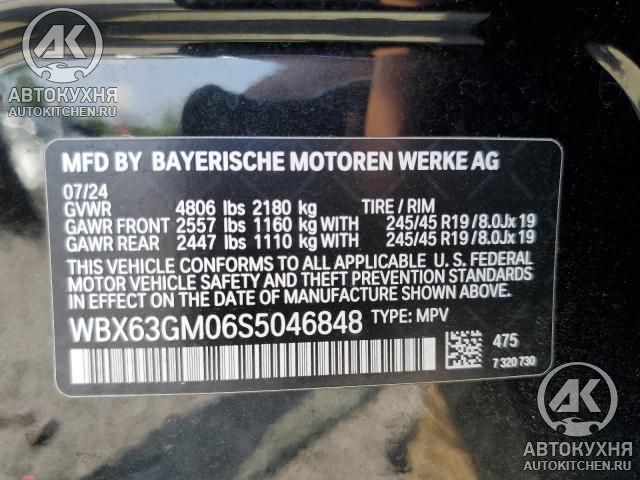 AK
АВТОКУХНЯ
AUTOKITCHEN.RU
MFD BY BAYERISCHE MOTOREN WERKE AG
07/24
GVWR 4806 lbs 2180 kg TIRE / RIM
GAWR FRONT 2557 lbs 1160 kg WITH 245/45 R19 / 8.0Jx19
GAWR REAR 2447 lbs 1110 kg WITH 245/45 R19 / 8.0Jx19
THIS VEHICLE CONFORMS TO ALL APPLICABLE U. S. FEDERAL
MOTOR VEHICLE SAFETY AND THEFT PREVENTION STANDARDS
IN EFFECT ON THE DATE OF MANUFACTURE SHOWN ABOVE.
WBX63GM06S5046848 TYPE: MPV
475
7 320 730
AK
АВТОКУХНЯ
AUTOKITCHEN.RU